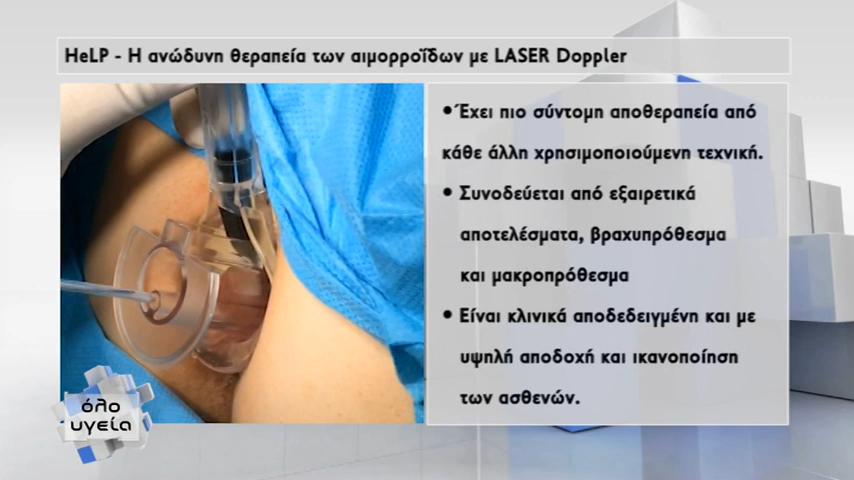 HeLP - Η ανώδυνη θεραπεία των αιμορροΐδων με LASER Doppler
• Έχει πιο σύντομη αποθεραπεία από
κάθε άλλη χρησιμοποιούμενη τεχνική.
• Συνοδεύεται από εξαιρετικά
αποτελέσματα, βραχυπρόθεσμα
και μακροπρόθεσμα
• Είναι κλινικά αποδεδειγμένη και με
υψηλή αποδοχή και ικανοποίηση
των ασθενών.
όλο
υγεία